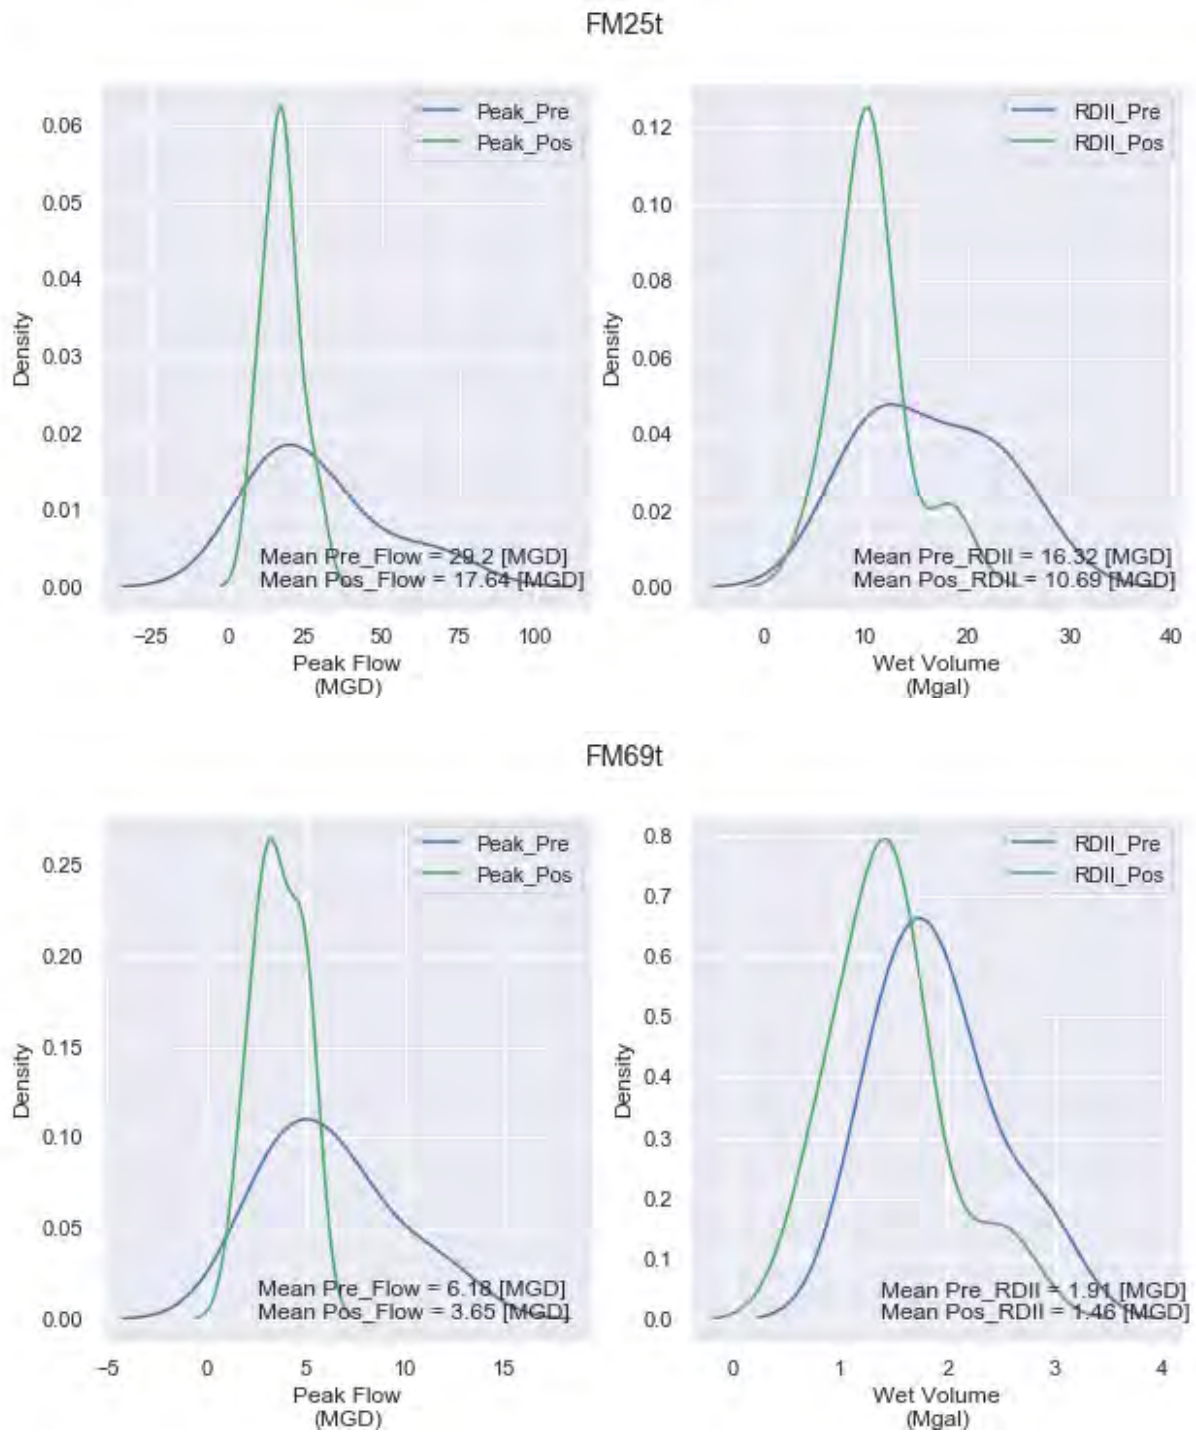 FM25t
Peak_Pre
Peak_Pos
0.06
0.05
0.04
0.03
0.02
0.01
0.00
Density
Mean Pre_Flow = 29.2 [MGD]
Mean Pos_Flow = 17.64 [MGD]
−25 0 25 50 75 100
Peak Flow
(MGD)
RDII_Pre
RDII_Pos
0.12
0.10
0.08
0.06
0.04
0.02
0.00
Density
Mean Pre_RDII = 16.32 [MGD]
Mean Pos_RDII = 10.69 [MGD]
0 10 20 30 40
Wet Volume
(Mgal)
FM69t
Peak_Pre
Peak_Pos
0.25
0.20
0.15
0.10
0.05
0.00
Density
Mean Pre_Flow = 6.18 [MGD]
Mean Pos_Flow = 3.65 [MGD]
−5 0 5 10 15
Peak Flow
(MGD)
RDII_Pre
RDII_Pos
0.8
0.7
0.6
0.5
0.4
0.3
0.2
0.1
0.0
Density
Mean Pre_RDII = 1.91 [MGD]
Mean Pos_RDII = 1.46 [MGD]
0 1 2 3 4
Wet Volume
(Mgal)